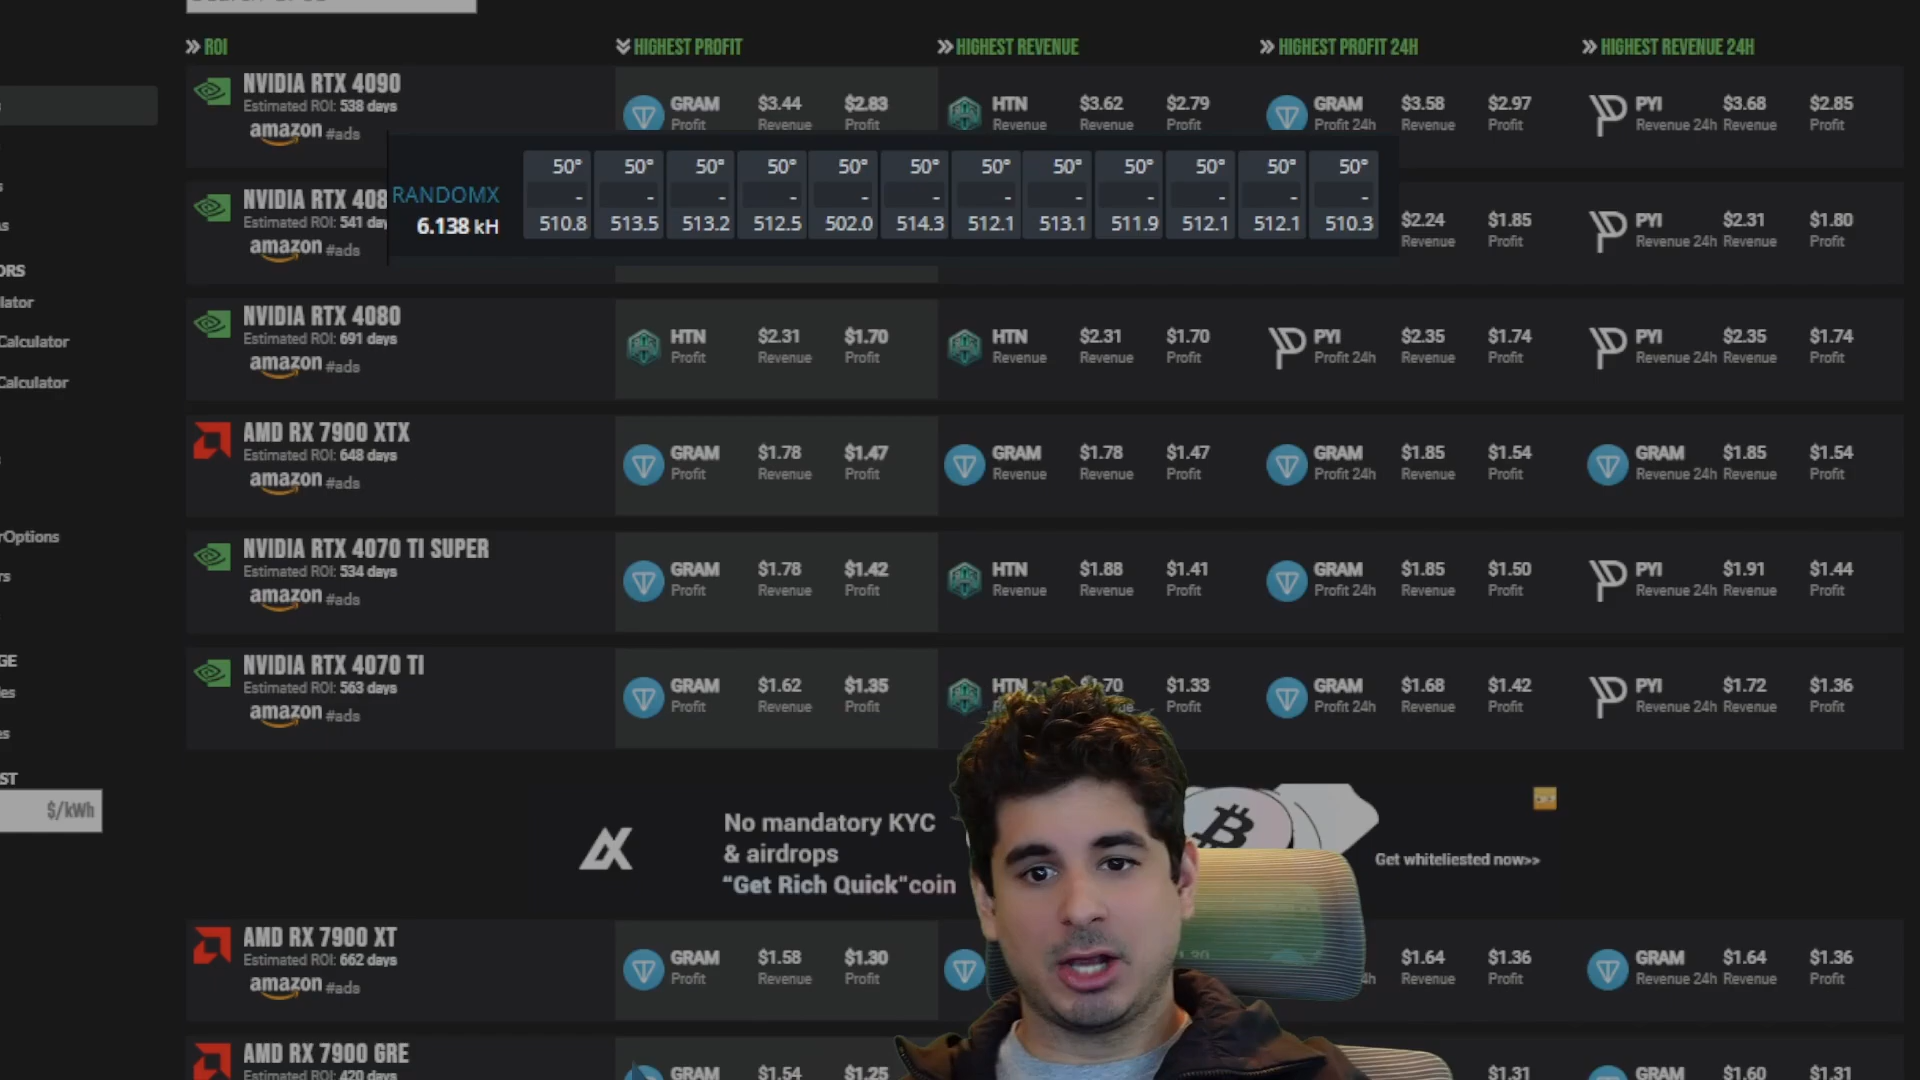 ROI HIGHEST PROFIT HIGHEST REVENUE HIGHEST PROFIT 24H HIGHEST REVENUE 24H
NVIDIA RTX 4090
Estimated ROI: 538 days
amazon #ads
GRAM $3.44 $2.83
Profit Revenue Profit
HTN $3.62 $2.79
Revenue Revenue Profit
GRAM $3.58 $2.97
Profit 24h Revenue Profit
PYI $3.68 $2.85
Revenue 24h Revenue Profit
50° 50° 50° 50° 50° 50° 50° 50° 50° 50° 50° 50°
RANDOMX - - - - - - - - - - - -
6.138 kH 510.8 513.5 513.2 512.5 502.0 514.3 512.1 513.1 511.9 512.1 512.1 510.3
NVIDIA RTX 408
Estimated ROI: 541 day
amazon #ads
$2.24 $1.85
Revenue Profit
PYI $2.31 $1.80
Revenue 24h Revenue Profit
NVIDIA RTX 4080
Estimated ROI: 691 days
amazon #ads
HTN $2.31 $1.70
Profit Revenue Profit
HTN $2.31 $1.70
Revenue Revenue Profit
PYI $2.35 $1.74
Profit 24h Revenue Profit
PYI $2.35 $1.74
Revenue 24h Revenue Profit
AMD RX 7900 XTX
Estimated ROI: 648 days
amazon #ads
GRAM $1.78 $1.47
Profit Revenue Profit
GRAM $1.78 $1.47
Revenue Revenue Profit
GRAM $1.85 $1.54
Profit 24h Revenue Profit
GRAM $1.85 $1.54
Revenue 24h Revenue Profit
NVIDIA RTX 4070 TI SUPER
Estimated ROI: 534 days
amazon #ads
GRAM $1.78 $1.42
Profit Revenue Profit
HTN $1.88 $1.41
Revenue Revenue Profit
GRAM $1.85 $1.50
Profit 24h Revenue Profit
PYI $1.91 $1.44
Revenue 24h Revenue Profit
NVIDIA RTX 4070 TI
Estimated ROI: 563 days
amazon #ads
GRAM $1.62 $1.35
Profit Revenue Profit
HTN $1.33
Profit
GRAM $1.68 $1.42
Profit 24h Revenue Profit
PYI $1.72 $1.36
Revenue 24h Revenue Profit
No mandatory KYC
& airdrops
“Get Rich Quick"coin
Get whiteliested now>>
AMD RX 7900 XT
Estimated ROI: 662 days
amazon #ads
GRAM $1.58 $1.30
Profit Revenue Profit
$1.64 $1.36
Revenue Profit
GRAM $1.64 $1.36
Revenue 24h Revenue Profit
AMD RX 7900 GRE
Estimated ROI: 420 days
GRAM $1.54 $1.25
$1.31
GRAM $1.60 $1.31
ORS
lator
Calculator
Calculator
rOptions
GE
ST
$/kWh